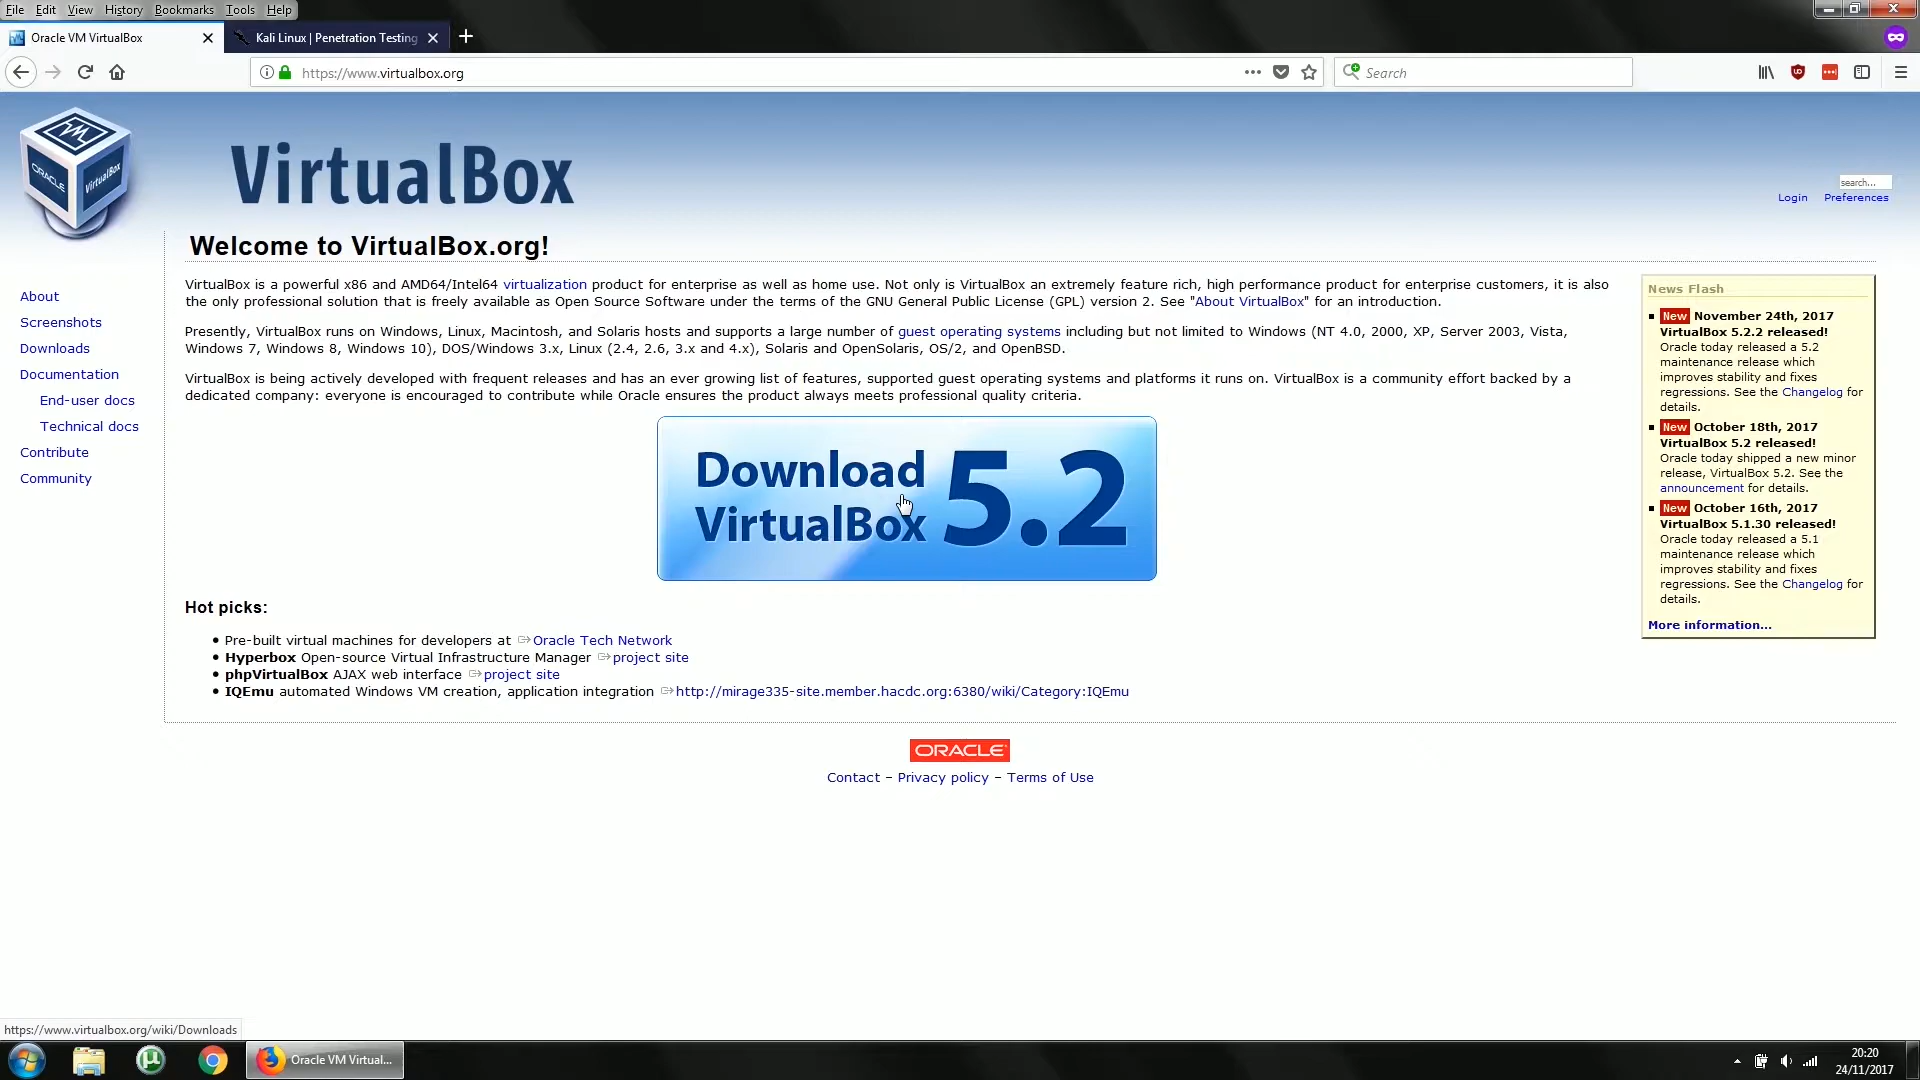 File Edit View History Bookmarks Tools Help
Oracle VM VirtualBox
Kali Linux | Penetration Testing
https://www.virtualbox.org
Search
ORACLE
VirtualBox
VirtualBox
search...
Login Preferences
Welcome to VirtualBox.org!
About
Screenshots
Downloads
Documentation
End-user docs
Technical docs
Contribute
Community
VirtualBox is a powerful x86 and AMD64/Intel64 virtualization product for enterprise as well as home use. Not only is VirtualBox an extremely feature rich, high performance product for enterprise customers, it is also
the only professional solution that is freely available as Open Source Software under the terms of the GNU General Public License (GPL) version 2. See "About VirtualBox" for an introduction.
Presently, VirtualBox runs on Windows, Linux, Macintosh, and Solaris hosts and supports a large number of guest operating systems including but not limited to Windows (NT 4.0, 2000, XP, Server 2003, Vista,
Windows 7, Windows 8, Windows 10), DOS/Windows 3.x, Linux (2.4, 2.6, 3.x and 4.x), Solaris and OpenSolaris, OS/2, and OpenBSD.
VirtualBox is being actively developed with frequent releases and has an ever growing list of features, supported guest operating systems and platforms it runs on. VirtualBox is a community effort backed by a
dedicated company: everyone is encouraged to contribute while Oracle ensures the product always meets professional quality criteria.
Download
VirtualBox
5.2
Hot picks:
Pre-built virtual machines for developers at Oracle Tech Network
Hyperbox Open-source Virtual Infrastructure Manager project site
phpVirtualBox AJAX web interface project site
IQEmu automated Windows VM creation, application integration http://mirage335-site.member.hacdc.org:6380/wiki/Category:IQEmu
News Flash
New November 24th, 2017
VirtualBox 5.2.2 released!
Oracle today released a 5.2
maintenance release which
improves stability and fixes
regressions. See the Changelog for
details.
New October 18th, 2017
VirtualBox 5.2 released!
Oracle today shipped a new minor
release, VirtualBox 5.2. See the
announcement for details.
New October 16th, 2017
VirtualBox 5.1.30 released!
Oracle today released a 5.1
maintenance release which
improves stability and fixes
regressions. See the Changelog for
details.
More information...
ORACLE
Contact – Privacy policy – Terms of Use
https://www.virtualbox.org/wiki/Downloads
Oracle VM Virtual...
20:20
24/11/2017